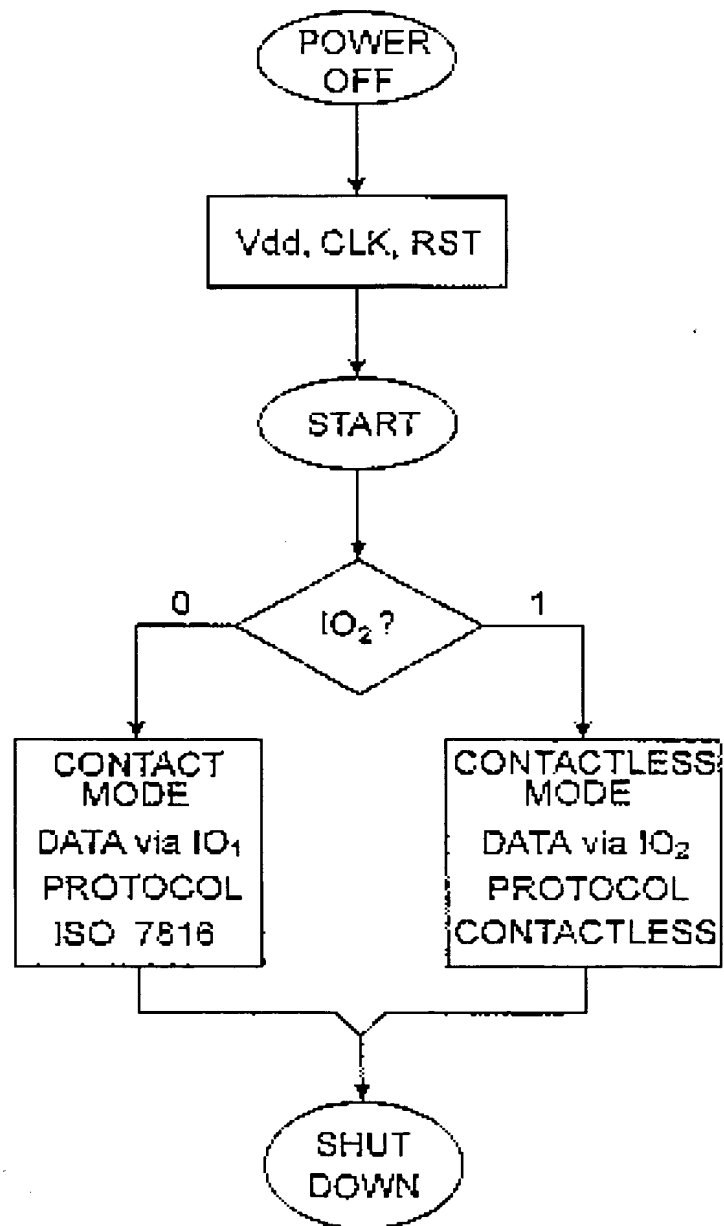 POWER
OFF
Vdd, CLK, RST
START
IO₂?
0
1
CONTACT
MODE
DATA via IO₁
PROTOCOL
ISO 7816
CONTACTLESS
MODE
DATA via IO₂
PROTOCOL
CONTACTLESS
SHUT
DOWN